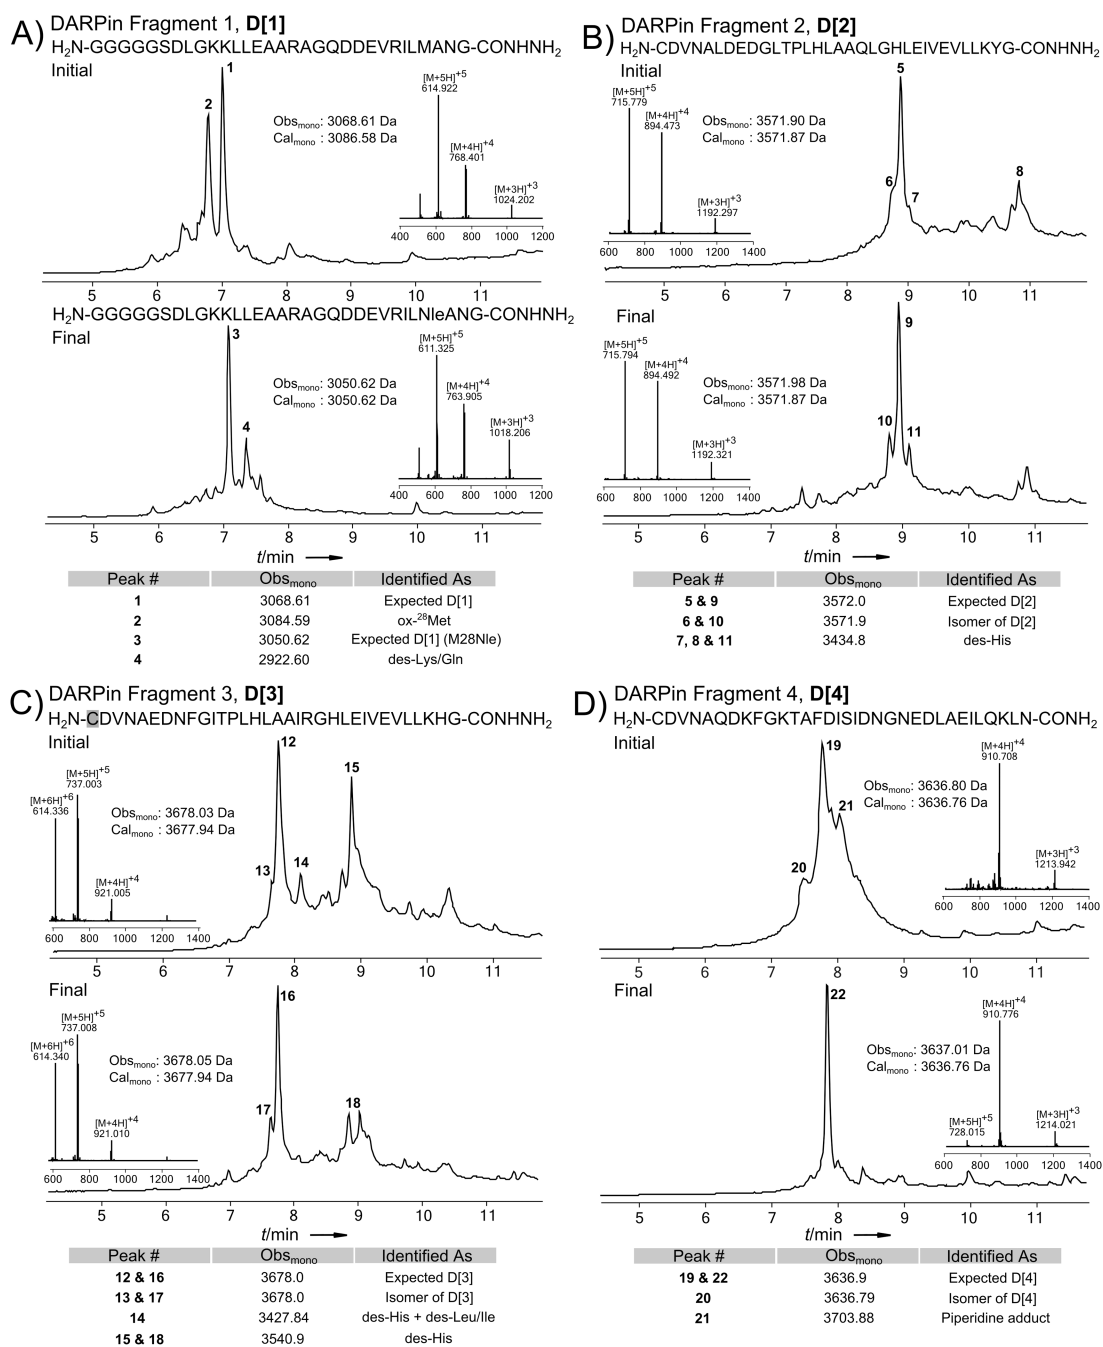 A) DARPin Fragment 1, D[1]
H2N-GGGGGSDLGKKLLEAARAGQDDEVRILMANG-CONHNH2
Initial
1
2
Obsmono: 3068.61 Da
Calmono : 3086.58 Da
[M+5H]+5
614.922
[M+4H]+4
768.401
[M+3H]+3
1024.202
400 600 800 1000 1200
5 6 7 8 9 10 11
H2N-GGGGGSDLGKKLLEAARAGQDDEVRILNleANG-CONHNH2
Final
3
4
Obsmono: 3050.62 Da
Calmono : 3050.62 Da
[M+5H]+5
611.325
[M+4H]+4
763.905
[M+3H]+3
1018.206
400 600 800 1000 1200
5 6 7 8 9 10 11
t/min
Peak # Obsmono Identified As
1 3068.61 Expected D[1]
2 3084.59 ox-28Met
3 3050.62 Expected D[1] (M28Nle)
4 2922.60 des-Lys/Gln
B) DARPin Fragment 2, D[2]
H2N-CDVNALDEDGLTPLHLAAQLGHLEIVEVLLKYG-CONHNH2
Initial
[M+5H]+5
715.779
[M+4H]+4
894.473
[M+3H]+3
1192.297
600 800 1000 1200 1400
Obsmono: 3571.90 Da
Calmono : 3571.87 Da
5
6
7
8
5 6 7 8 9 10 11
Final
[M+5H]+5
715.794
[M+4H]+4
894.492
[M+3H]+3
1192.321
600 800 1000 1200 1400
Obsmono: 3571.98 Da
Calmono : 3571.87 Da
9
10
11
5 6 7 8 9 10 11
t/min
Peak # Obsmono Identified As
5 & 9 3572.0 Expected D[2]
6 & 10 3571.9 Isomer of D[2]
7, 8 & 11 3434.8 des-His
C) DARPin Fragment 3, D[3]
H2N-CDVNAEDNFGITPLHLAAIRGHLEIVEVLLKHG-CONHNH2
Initial
[M+5H]+5
737.003
[M+6H]+6
614.336
[M+4H]+4
921.005
600 800 1000 1200 1400
Obsmono: 3678.03 Da
Calmono : 3677.94 Da
12
13
14
15
5 6 7 8 9 10 11
Final
[M+5H]+5
737.008
[M+6H]+6
614.340
[M+4H]+4
921.010
600 800 1000 1200 1400
Obsmono: 3678.05 Da
Calmono : 3677.94 Da
16
17
18
5 6 7 8 9 10 11
t/min
Peak # Obsmono Identified As
12 & 16 3678.0 Expected D[3]
13 & 17 3678.0 Isomer of D[3]
14 3427.84 des-His + des-Leu/Ile
15 & 18 3540.9 des-His
D) DARPin Fragment 4, D[4]
H2N-CDVNAQDKFGKTAFDISIDNGNEDLAEILQKLN-CONH2
Initial
19
20
21
Obsmono: 3636.80 Da
Calmono : 3636.76 Da
[M+4H]+4
910.708
[M+3H]+3
1213.942
600 800 1000 1200 1400
5 6 7 8 9 10 11
Final
22
Obsmono: 3637.01 Da
Calmono : 3636.76 Da
[M+4H]+4
910.776
[M+5H]+5
728.015
[M+3H]+3
1214.021
600 800 1000 1200 1400
5 6 7 8 9 10 11
t/min
Peak # Obsmono Identified As
19 & 22 3636.9 Expected D[4]
20 3636.79 Isomer of D[4]
21 3703.88 Piperidine adduct